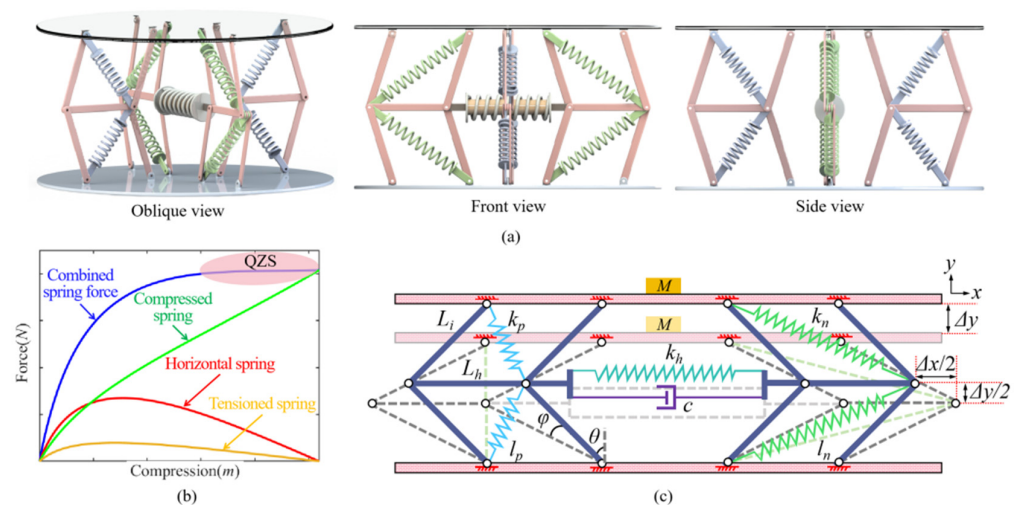 Oblique view
Front view
Side view
(a)
QZS
Combined
spring force
Compressed
spring
Horizontal spring
Tensioned spring
Force(N)
Compression(m)
(b)
y
x
M
M
Δy
L_i
k_p
k_n
k_h
L_h
Δx/2
Δy/2
c
φ
θ
l_p
l_n
(c)